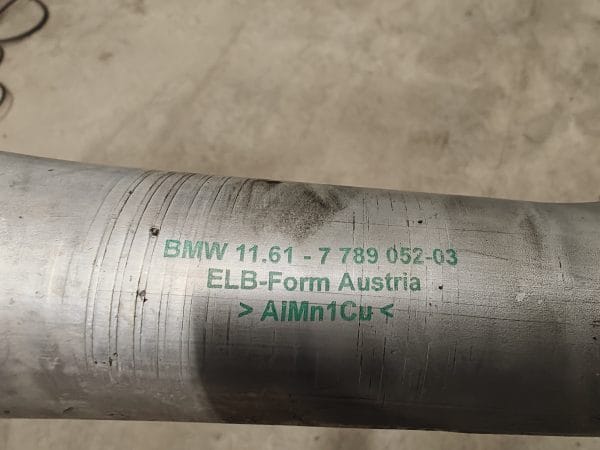 BMW 11.61 - 7 789 052-03
ELB-Form Austria
> AlMn1Cu <